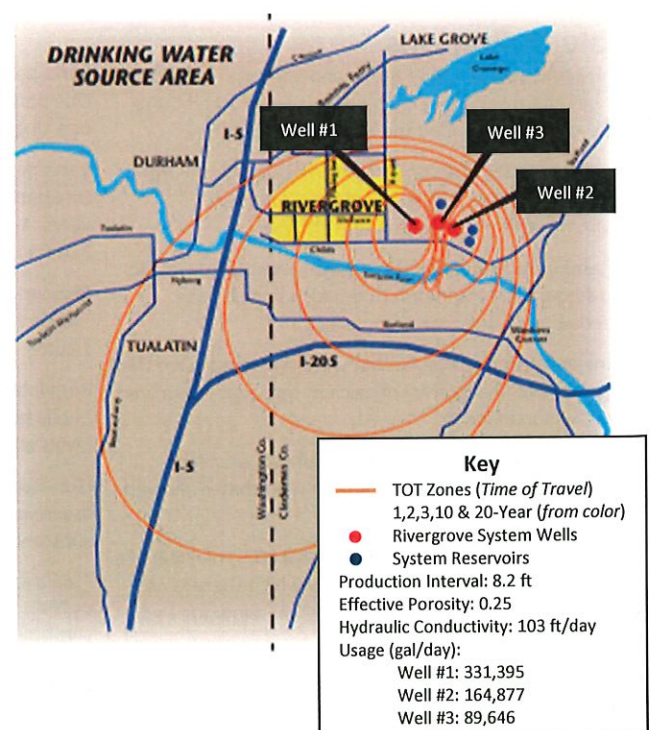 DRINKING WATER
SOURCE AREA
LAKE GROVE
I-5
Well #1
Well #3
Well #2
DURHAM
RIVERGROVE
Childs
Tualatin
Nyberg
Borland
TUALATIN
I-205
I-5
Washington Co.
Clackamas Co.
Key
TOT Zones (Time of Travel)
1,2,3,10 & 20-Year (from color)
Rivergrove System Wells
System Reservoirs
Production Interval: 8.2 ft
Effective Porosity: 0.25
Hydraulic Conductivity: 103 ft/day
Usage (gal/day):
Well #1: 331,395
Well #2: 164,877
Well #3: 89,646